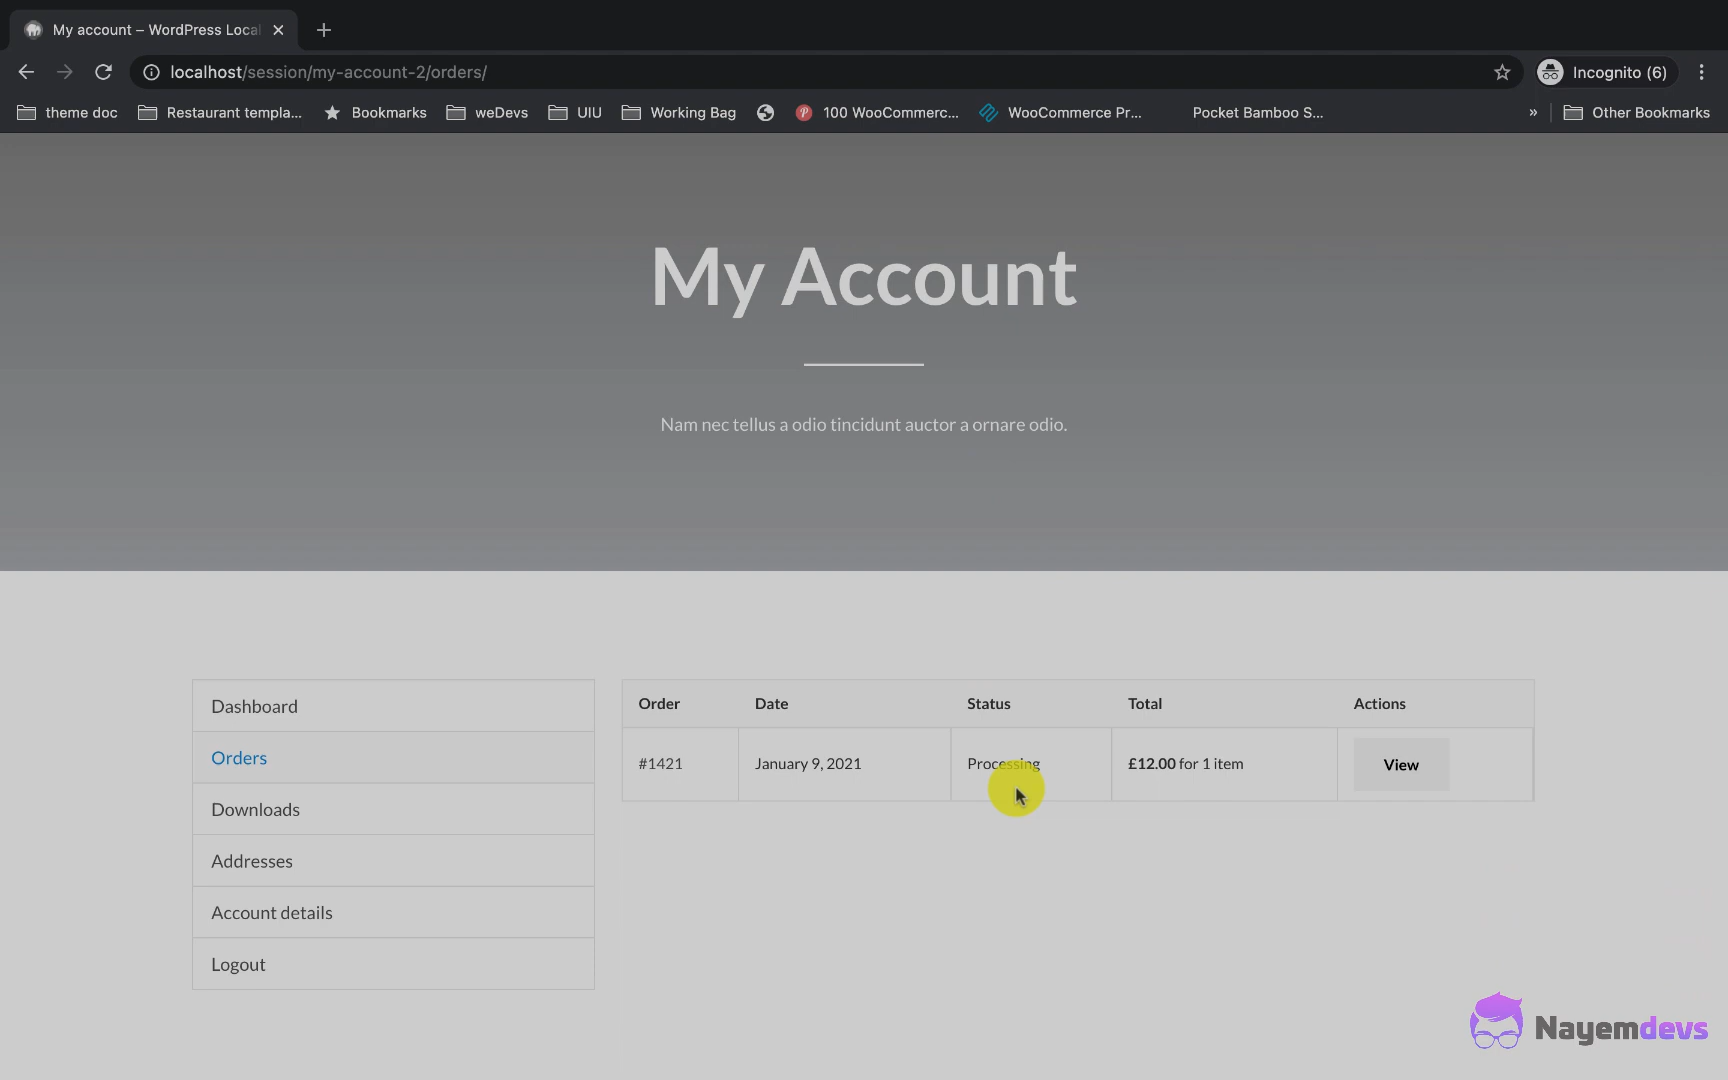 My account – WordPress Loca
localhost/session/my-account-2/orders/
Incognito (6)
theme doc
Restaurant templa...
Bookmarks
weDevs
UIU
Working Bag
100 WooCommerc...
WooCommerce Pr...
Pocket Bamboo S...
»
Other Bookmarks
My Account
Nam nec tellus a odio tincidunt auctor a ornare odio.
Dashboard
Orders
Downloads
Addresses
Account details
Logout
Order Date Status Total Actions
#1421 January 9, 2021 Processing £12.00 for 1 item View
Nayemdevs